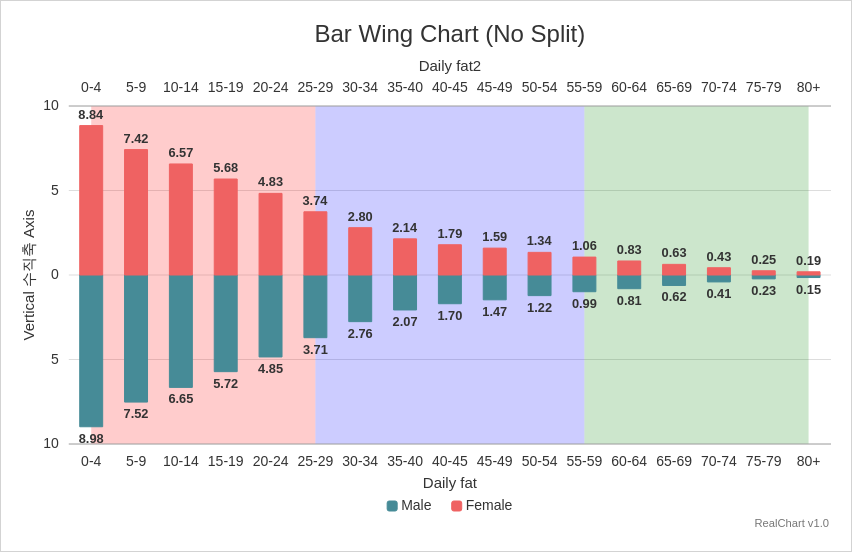 Bar Wing Chart (No Split)
Daily fat2
0-4 5-9 10-14 15-19 20-24 25-29 30-34 35-40 40-45 45-49 50-54 55-59 60-64 65-69 70-74 75-79 80+
10
5
0
5
10
Vertical 수직축 Axis
8.84 7.42 6.57 5.68 4.83 3.74 2.80 2.14 1.79 1.59 1.34 1.06 0.83 0.63 0.43 0.25 0.19
8.98 7.52 6.65 5.72 4.85 3.71 2.76 2.07 1.70 1.47 1.22 0.99 0.81 0.62 0.41 0.23 0.15
0-4 5-9 10-14 15-19 20-24 25-29 30-34 35-40 40-45 45-49 50-54 55-59 60-64 65-69 70-74 75-79 80+
Daily fat
Male Female
RealChart v1.0